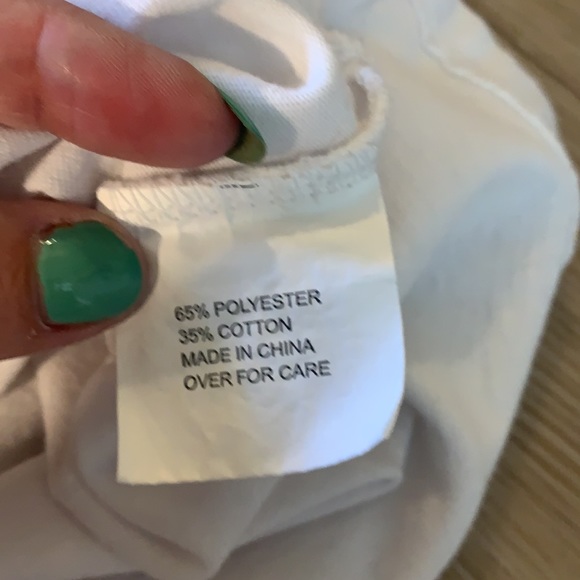 65% POLYESTER
35% COTTON
MADE IN CHINA
OVER FOR CARE